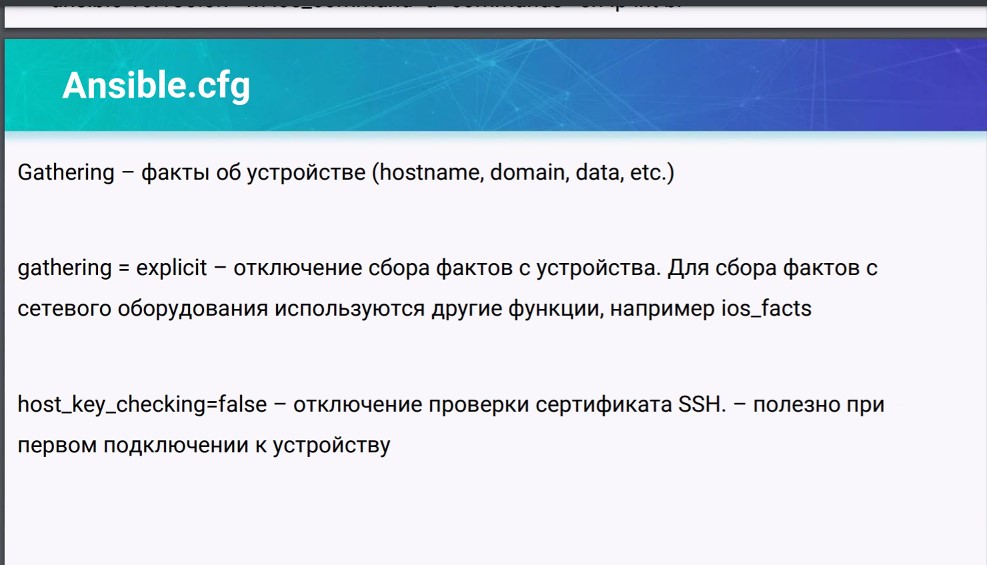 Ansible.cfg
Gathering – факты об устройстве (hostname, domain, data, etc.)
gathering = explicit – отключение сбора фактов с устройства. Для сбора фактов с
сетевого оборудования используются другие функции, например ios_facts
host_key_checking=false – отключение проверки сертификата SSH. – полезно при
первом подключении к устройству